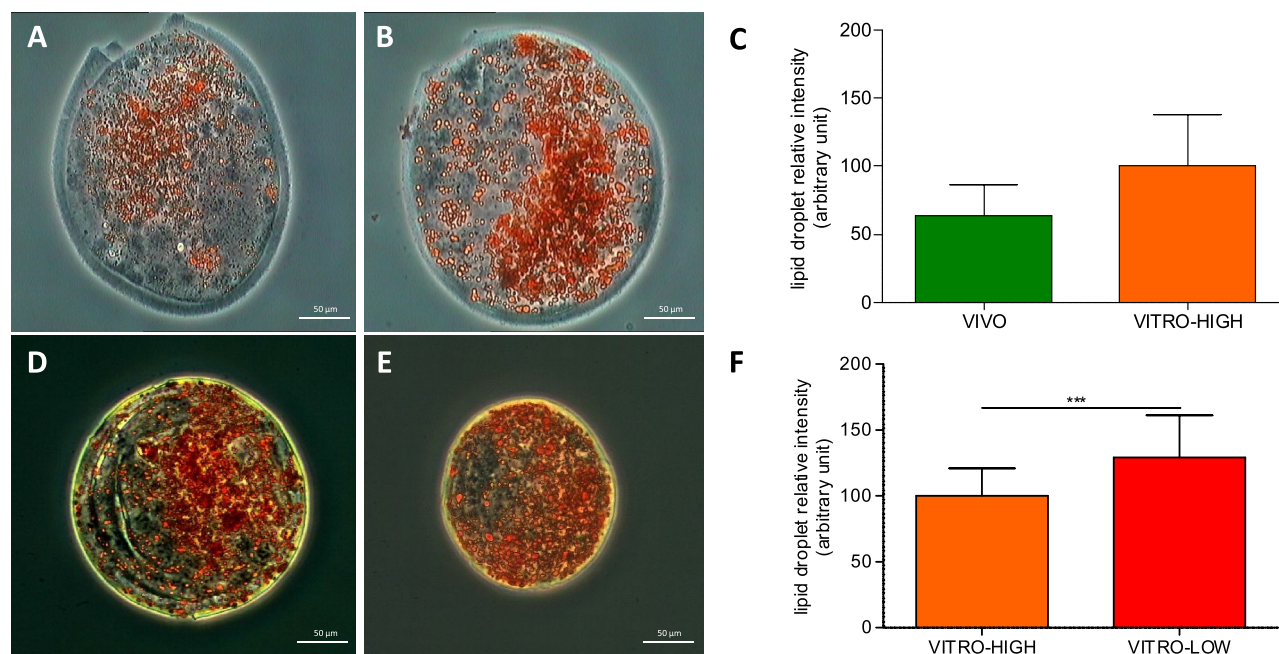 A
50 µm
B
50 µm
C
lipid droplet relative intensity
(arbitrary unit)
200
150
100
50
0
VIVO
VITRO-HIGH
D
50 µm
E
50 µm
F
lipid droplet relative intensity
(arbitrary unit)
200
150
100
50
0
***
VITRO-HIGH
VITRO-LOW